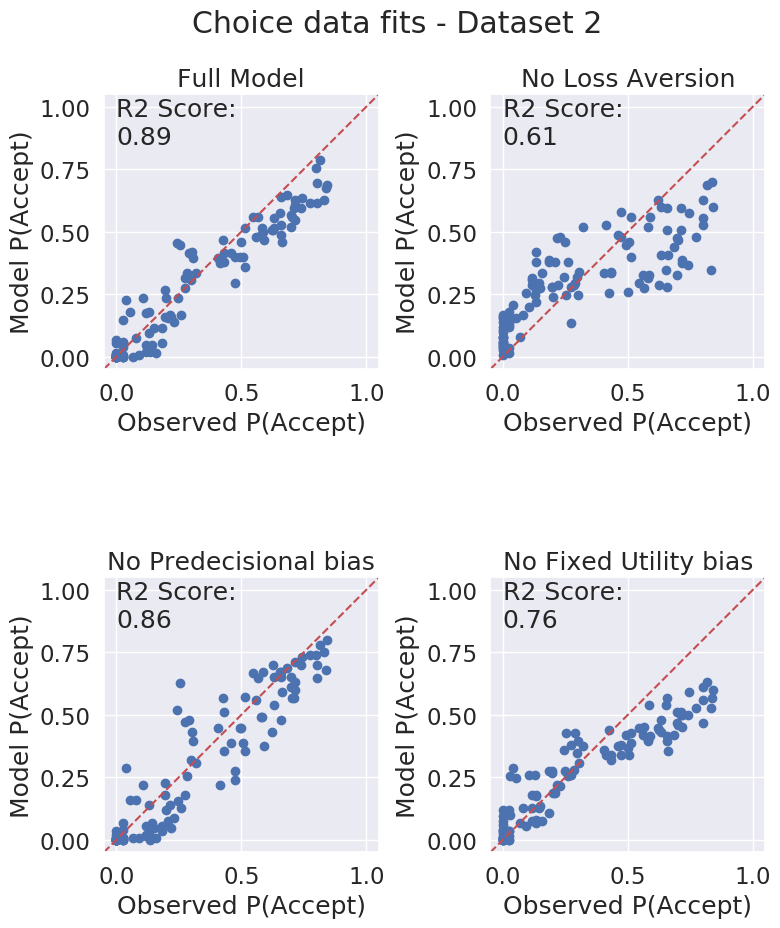 Choice data fits - Dataset 2
Full Model
R2 Score:
0.89
1.00
0.75
0.50
0.25
0.00
Model P(Accept)
0.0 0.5 1.0
Observed P(Accept)
No Loss Aversion
R2 Score:
0.61
1.00
0.75
0.50
0.25
0.00
Model P(Accept)
0.0 0.5 1.0
Observed P(Accept)
No Predecisional bias
R2 Score:
0.86
1.00
0.75
0.50
0.25
0.00
Model P(Accept)
0.0 0.5 1.0
Observed P(Accept)
No Fixed Utility bias
R2 Score:
0.76
1.00
0.75
0.50
0.25
0.00
Model P(Accept)
0.0 0.5 1.0
Observed P(Accept)